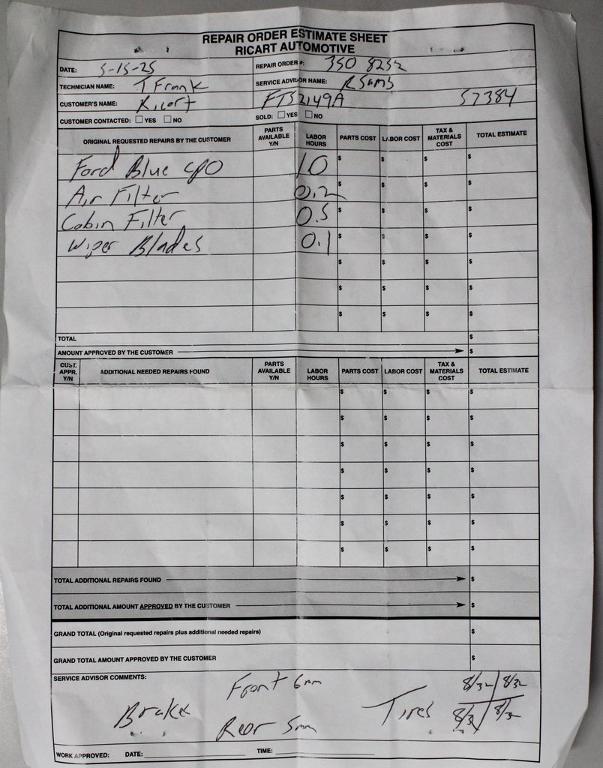 REPAIR ORDER ESTIMATE SHEET
RICART AUTOMOTIVE
DATE: 5-15-25 REPAIR ORDER #: 350 8252
TECHNICIAN NAME: T Frank SERVICE ADVISOR NAME: R Sams
CUSTOMER'S NAME: Ricart FTS2149A 57384
CUSTOMER CONTACTED: ☐ YES ☐ NO SOLD: ☐ YES ☐ NO
ORIGINAL REQUESTED REPAIRS BY THE CUSTOMER PARTS AVAILABLE Y/N LABOR HOURS PARTS COST LABOR COST TAX & MATERIALS COST TOTAL ESTIMATE
Ford Blue CPO 10 $ $ $ $
Air Filter 0.2 $ $ $ $
Cabin Filter 0.5 $ $ $ $
Wiper Blades 0.1 $ $ $ $
$ $ $ $
$ $ $ $
$ $ $ $
TOTAL $
AMOUNT APPROVED BY THE CUSTOMER $
CUST. APPR. Y/N ADDITIONAL NEEDED REPAIRS FOUND PARTS AVAILABLE Y/N LABOR HOURS PARTS COST LABOR COST TAX & MATERIALS COST TOTAL ESTIMATE
$ $ $ $
$ $ $ $
$ $ $ $
$ $ $ $
$ $ $ $
$ $ $ $
$ $ $ $
TOTAL ADDITIONAL REPAIRS FOUND $
TOTAL ADDITIONAL AMOUNT APPROVED BY THE CUSTOMER $
GRAND TOTAL (Original requested repairs plus additional needed repairs) $
GRAND TOTAL AMOUNT APPROVED BY THE CUSTOMER $
SERVICE ADVISOR COMMENTS:
Front 6mm 8/32 8/32
Brakes Tires 8/32 8/32
Rear 5mm
WORK APPROVED: DATE: TIME: